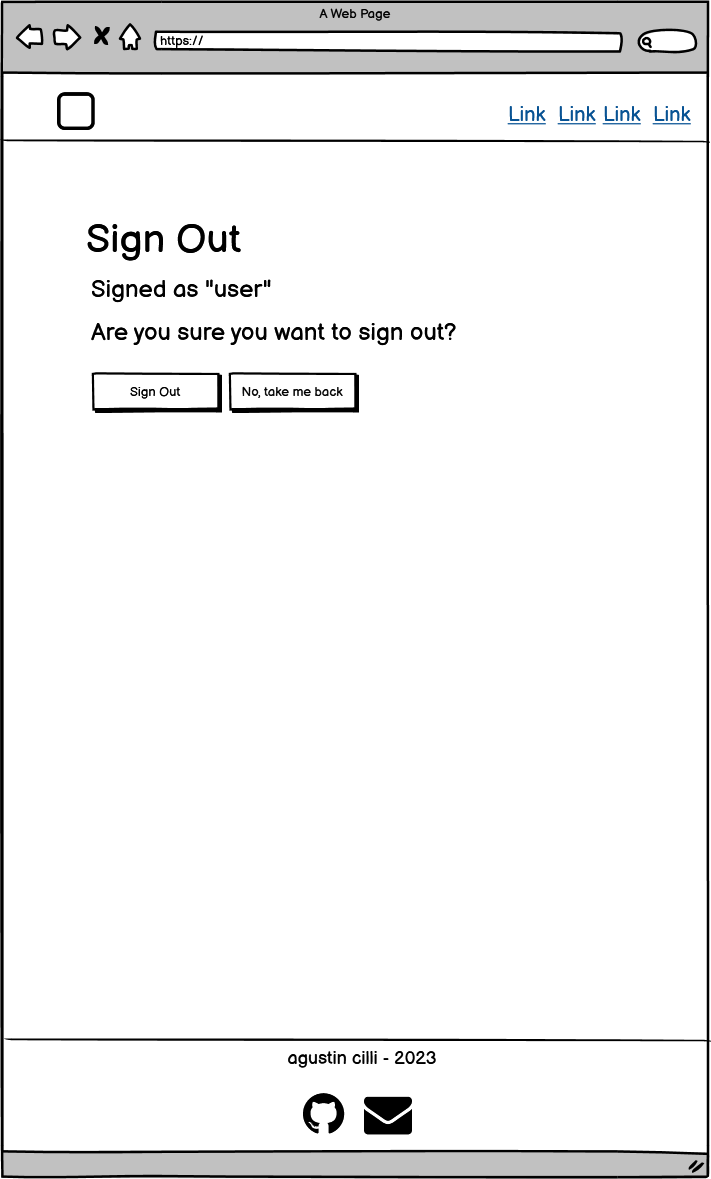 A Web Page
https://
Link Link Link Link
Sign Out
Signed as "user"
Are you sure you want to sign out?
Sign Out No, take me back
agustin cilli - 2023